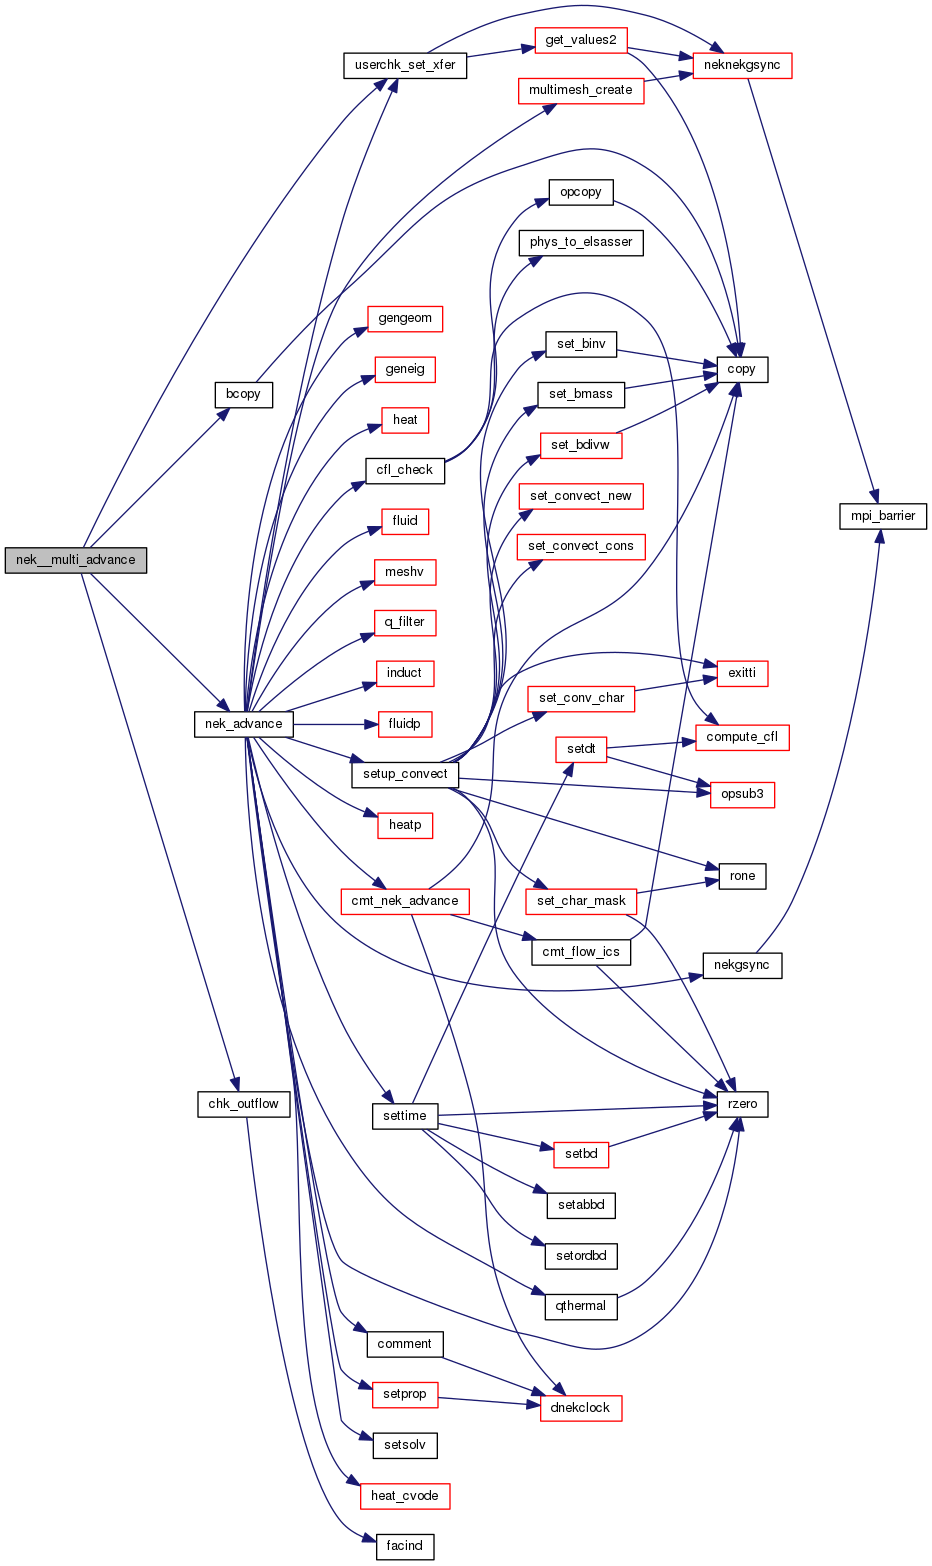 get_values2
userchk_set_xfer
neknekgsync
multimesh_create
opcopy
phys_to_elsasser
gengeom
set_binv
geneig
copy
bcopy
set_bmass
heat
set_bdivw
cfl_check
set_convect_new
fluid
mpi_barrier
set_convect_cons
nek__multi_advance
meshv
q_filter
induct
exitti
set_conv_char
nek_advance
fluidp
compute_cfl
setdt
setup_convect
opsub3
heatp
rone
cmt_nek_advance
set_char_mask
cmt_flow_ics
nekgsync
chk_outflow
rzero
settime
setbd
setabbd
setordbd
qthermal
comment
setprop
dnekclock
setsolv
heat_cvode
facind